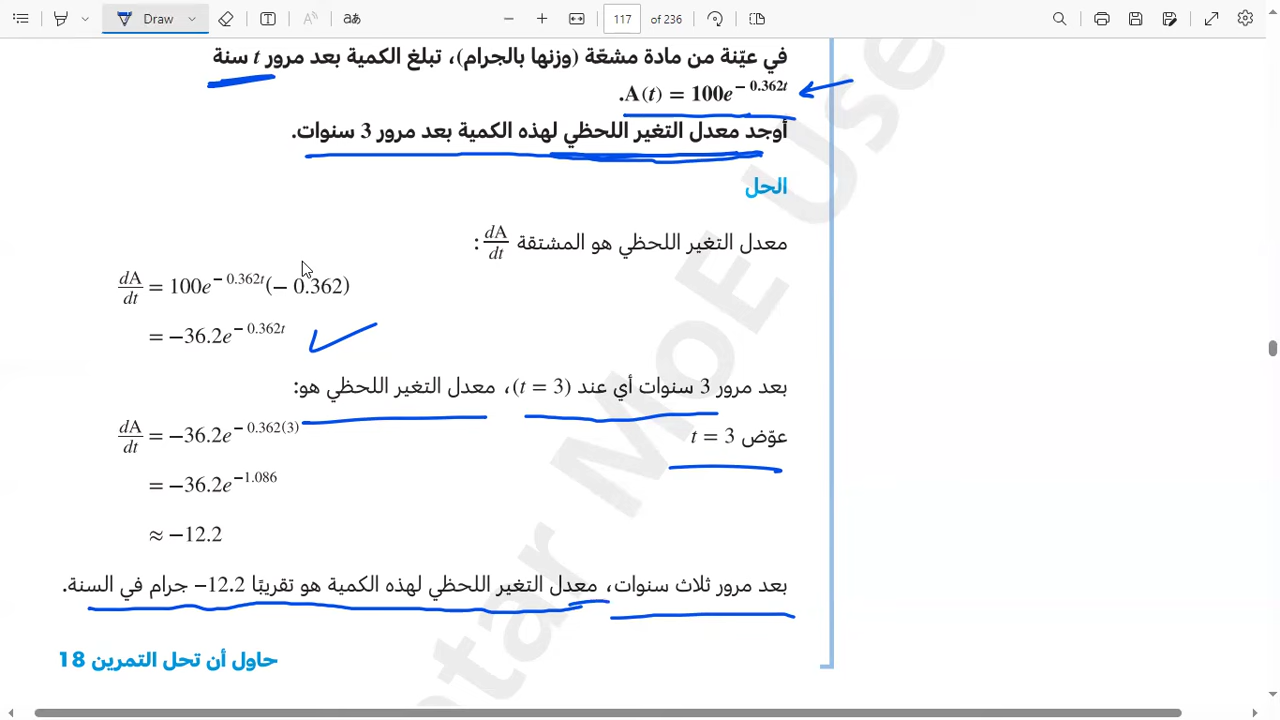 Draw
117 of 236
في عيّنة من مادة مشعّة (وزنها بالجرام)، تبلغ الكمية بعد مرور t سنة
A(t) = 100e^{– 0.362t}.
أوجد معدل التغير اللحظي لهذه الكمية بعد مرور 3 سنوات.
الحل
معدل التغير اللحظي هو المشتقة dA/dt :
dA/dt = 100e^{– 0.362t}(– 0.362)
= –36.2e^{– 0.362t}
بعد مرور 3 سنوات أي عند (t = 3)، معدل التغير اللحظي هو:
عوّض t = 3
dA/dt = –36.2e^{– 0.362(3)}
= –36.2e^{–1.086}
≈ –12.2
بعد مرور ثلاث سنوات، معدل التغير اللحظي لهذه الكمية هو تقريبًا –12.2 جرام في السنة.
حاول أن تحل التمرين 18